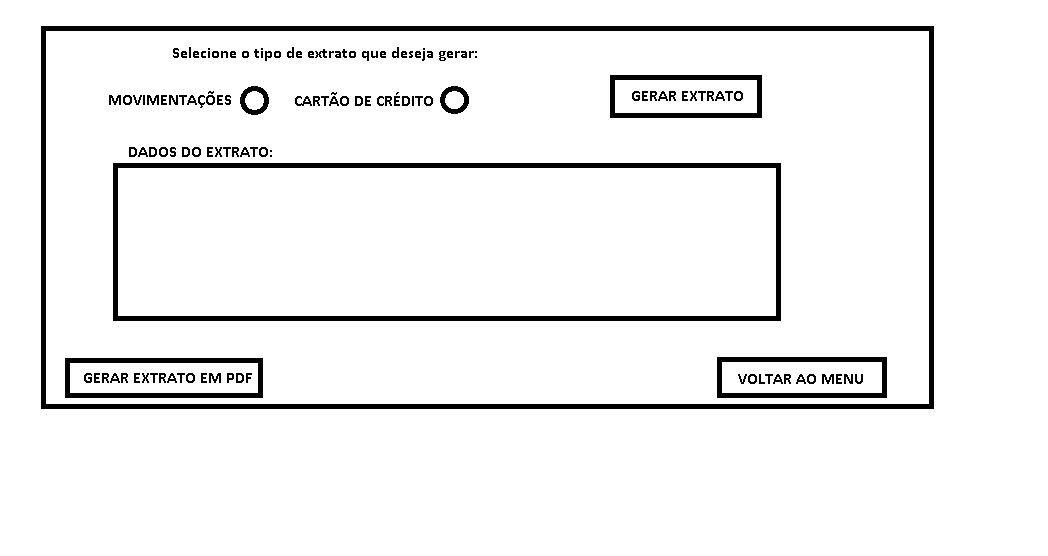 Selecione o tipo de extrato que deseja gerar:
MOVIMENTAÇÕES CARTÃO DE CRÉDITO GERAR EXTRATO
DADOS DO EXTRATO:
GERAR EXTRATO EM PDF VOLTAR AO MENU